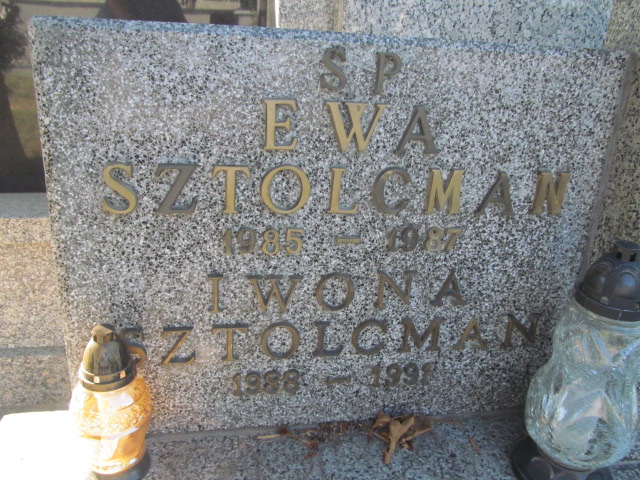 SP
EWA
SZTOLCMAN
1985 - 1987
IWONA
SZTOLCMAN
1988 - 1991